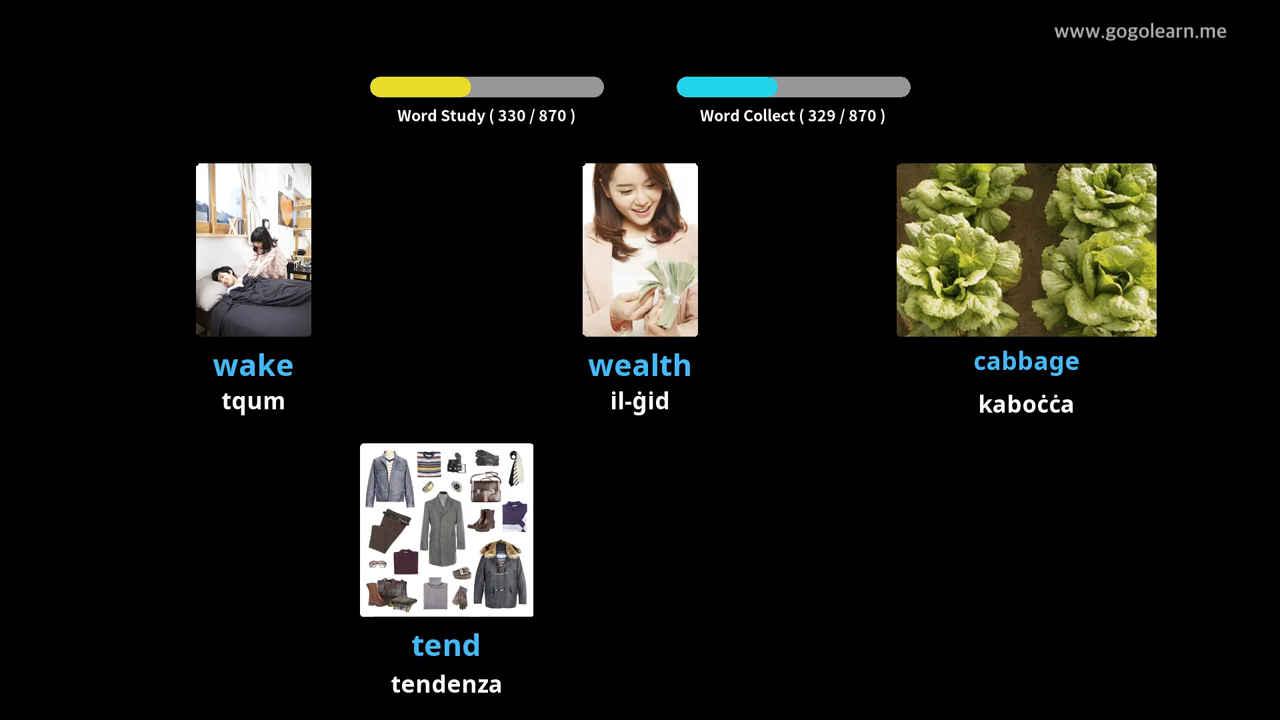 www.gogolearn.me
Word Study ( 330 / 870 )
Word Collect ( 329 / 870 )
wake
tqum
wealth
il-ġid
cabbage
kaboċċa
tend
tendenza